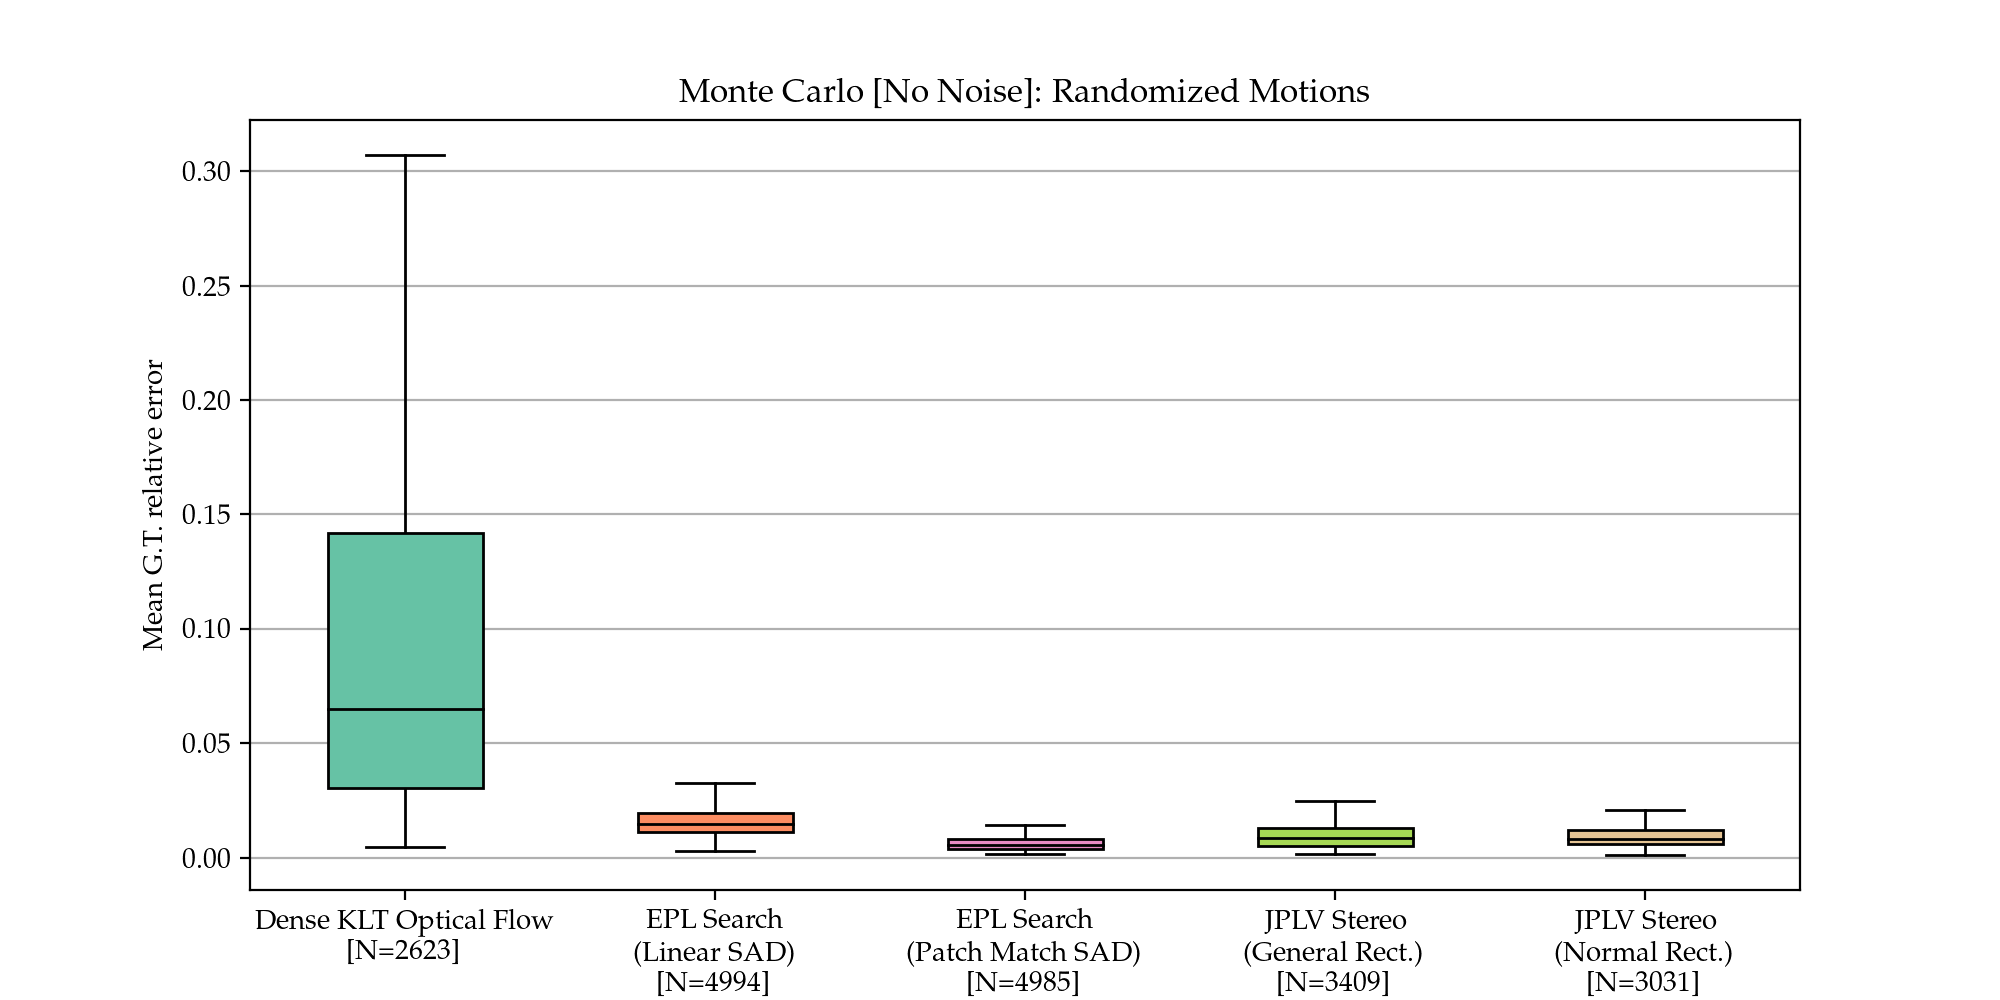 Monte Carlo [No Noise]: Randomized Motions
Mean G.T. relative error
0.30
0.25
0.20
0.15
0.10
0.05
0.00
Dense KLT Optical Flow
[N=2623]
EPL Search
(Linear SAD)
[N=4994]
EPL Search
(Patch Match SAD)
[N=4985]
JPLV Stereo
(General Rect.)
[N=3409]
JPLV Stereo
(Normal Rect.)
[N=3031]